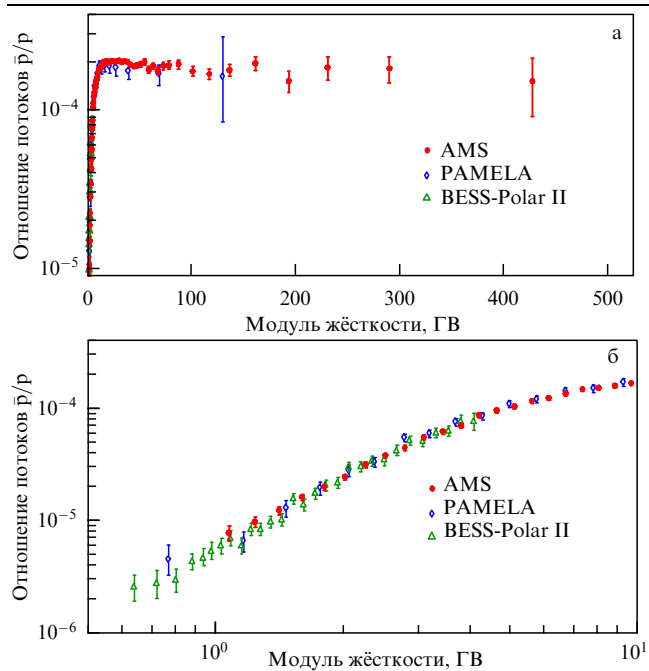 а
Отношение потоков p̄/p
10⁻⁴
10⁻⁵
AMS
PAMELA
BESS-Polar II
0 100 200 300 400 500
Модуль жёсткости, ГВ
б
Отношение потоков p̄/p
10⁻⁴
10⁻⁵
10⁻⁶
AMS
PAMELA
BESS-Polar II
10⁰ 10¹
Модуль жёсткости, ГВ